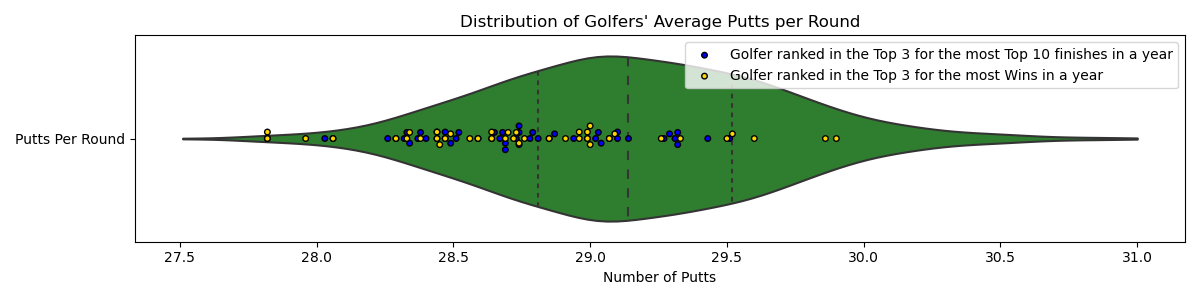 Distribution of Golfers' Average Putts per Round
Golfer ranked in the Top 3 for the most Top 10 finishes in a year
Golfer ranked in the Top 3 for the most Wins in a year
Putts Per Round
27.5 28.0 28.5 29.0 29.5 30.0 30.5 31.0
Number of Putts